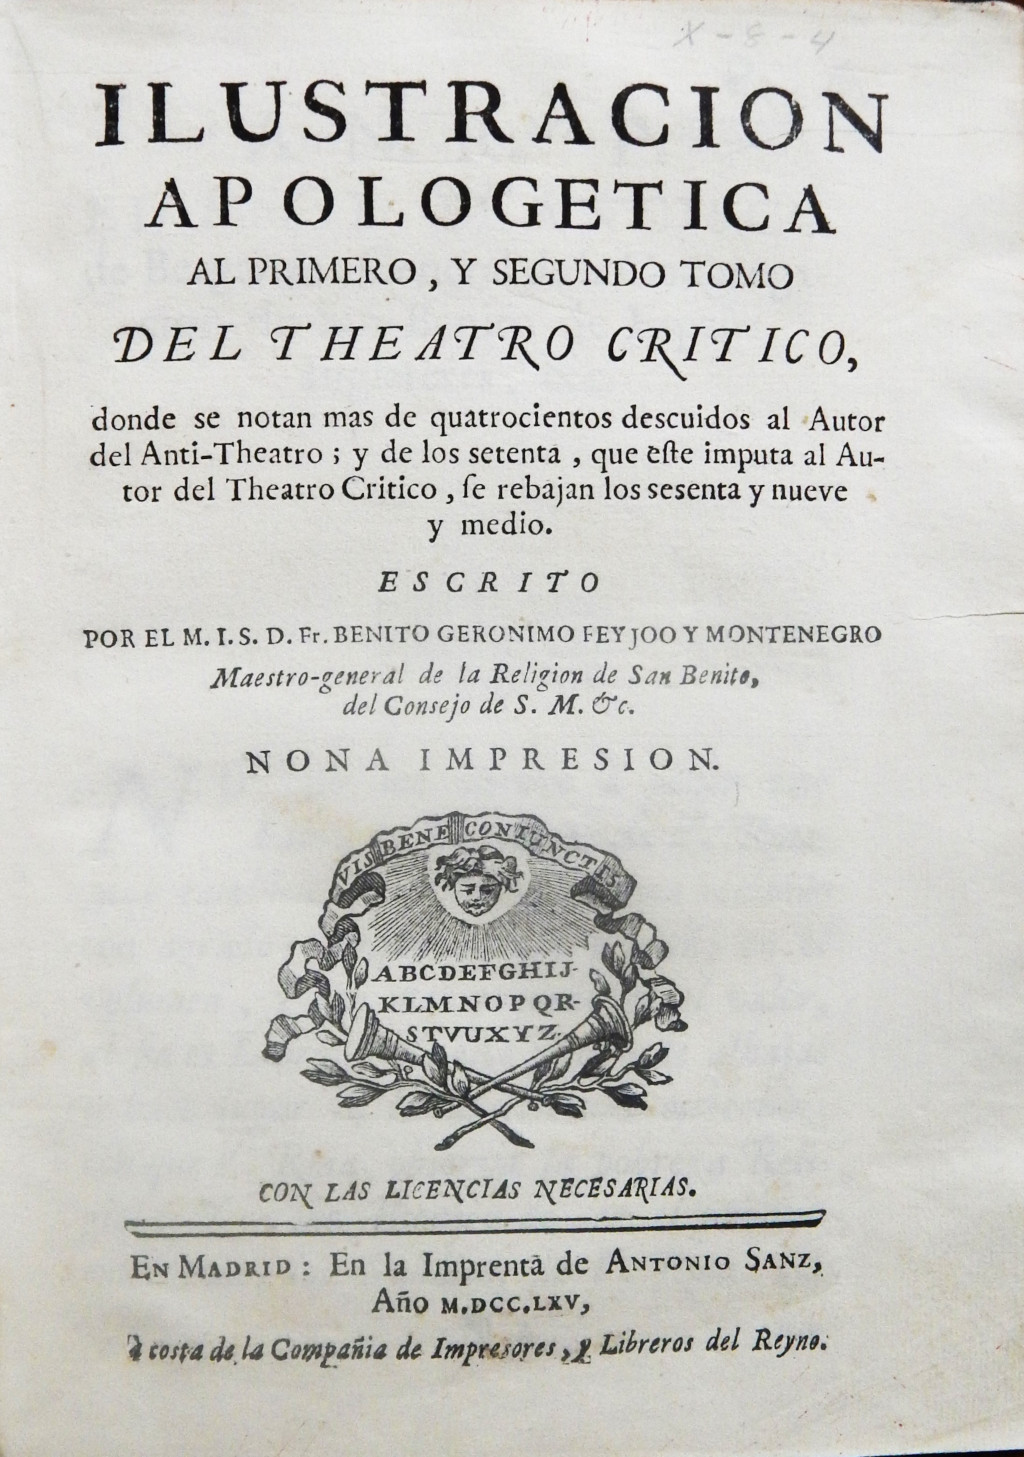 X-8-4
ILUSTRACION
APOLOGETICA
AL PRIMERO, Y SEGUNDO TOMO
DEL THEATRO CRITICO,
donde se notan mas de quatrocientos descuidos al Autor
del Anti-Theatro; y de los setenta, que este imputa al Au-
tor del Theatro Critico, ſe rebajan los sesenta y nueve
y medio.
ESCRITO
POR EL M. I. S. D. Fr. BENITO GERONIMO FEYJOO Y MONTENEGRO
Maestro-general de la Religion de San Benito,
del Consejo de S. M. &c.
NONA IMPRESION.
VIS BENE CONIUNCTIS
ABCDEFGHIJ-
KLMNOPQR-
STVUXYZ.
CON LAS LICENCIAS NECESARIAS.
EN MADRID: En la Imprenta de ANTONIO SANZ,
Año M.DCC.LXV,
à costa de la Compañia de Impresores, y Libreros del Reyno.